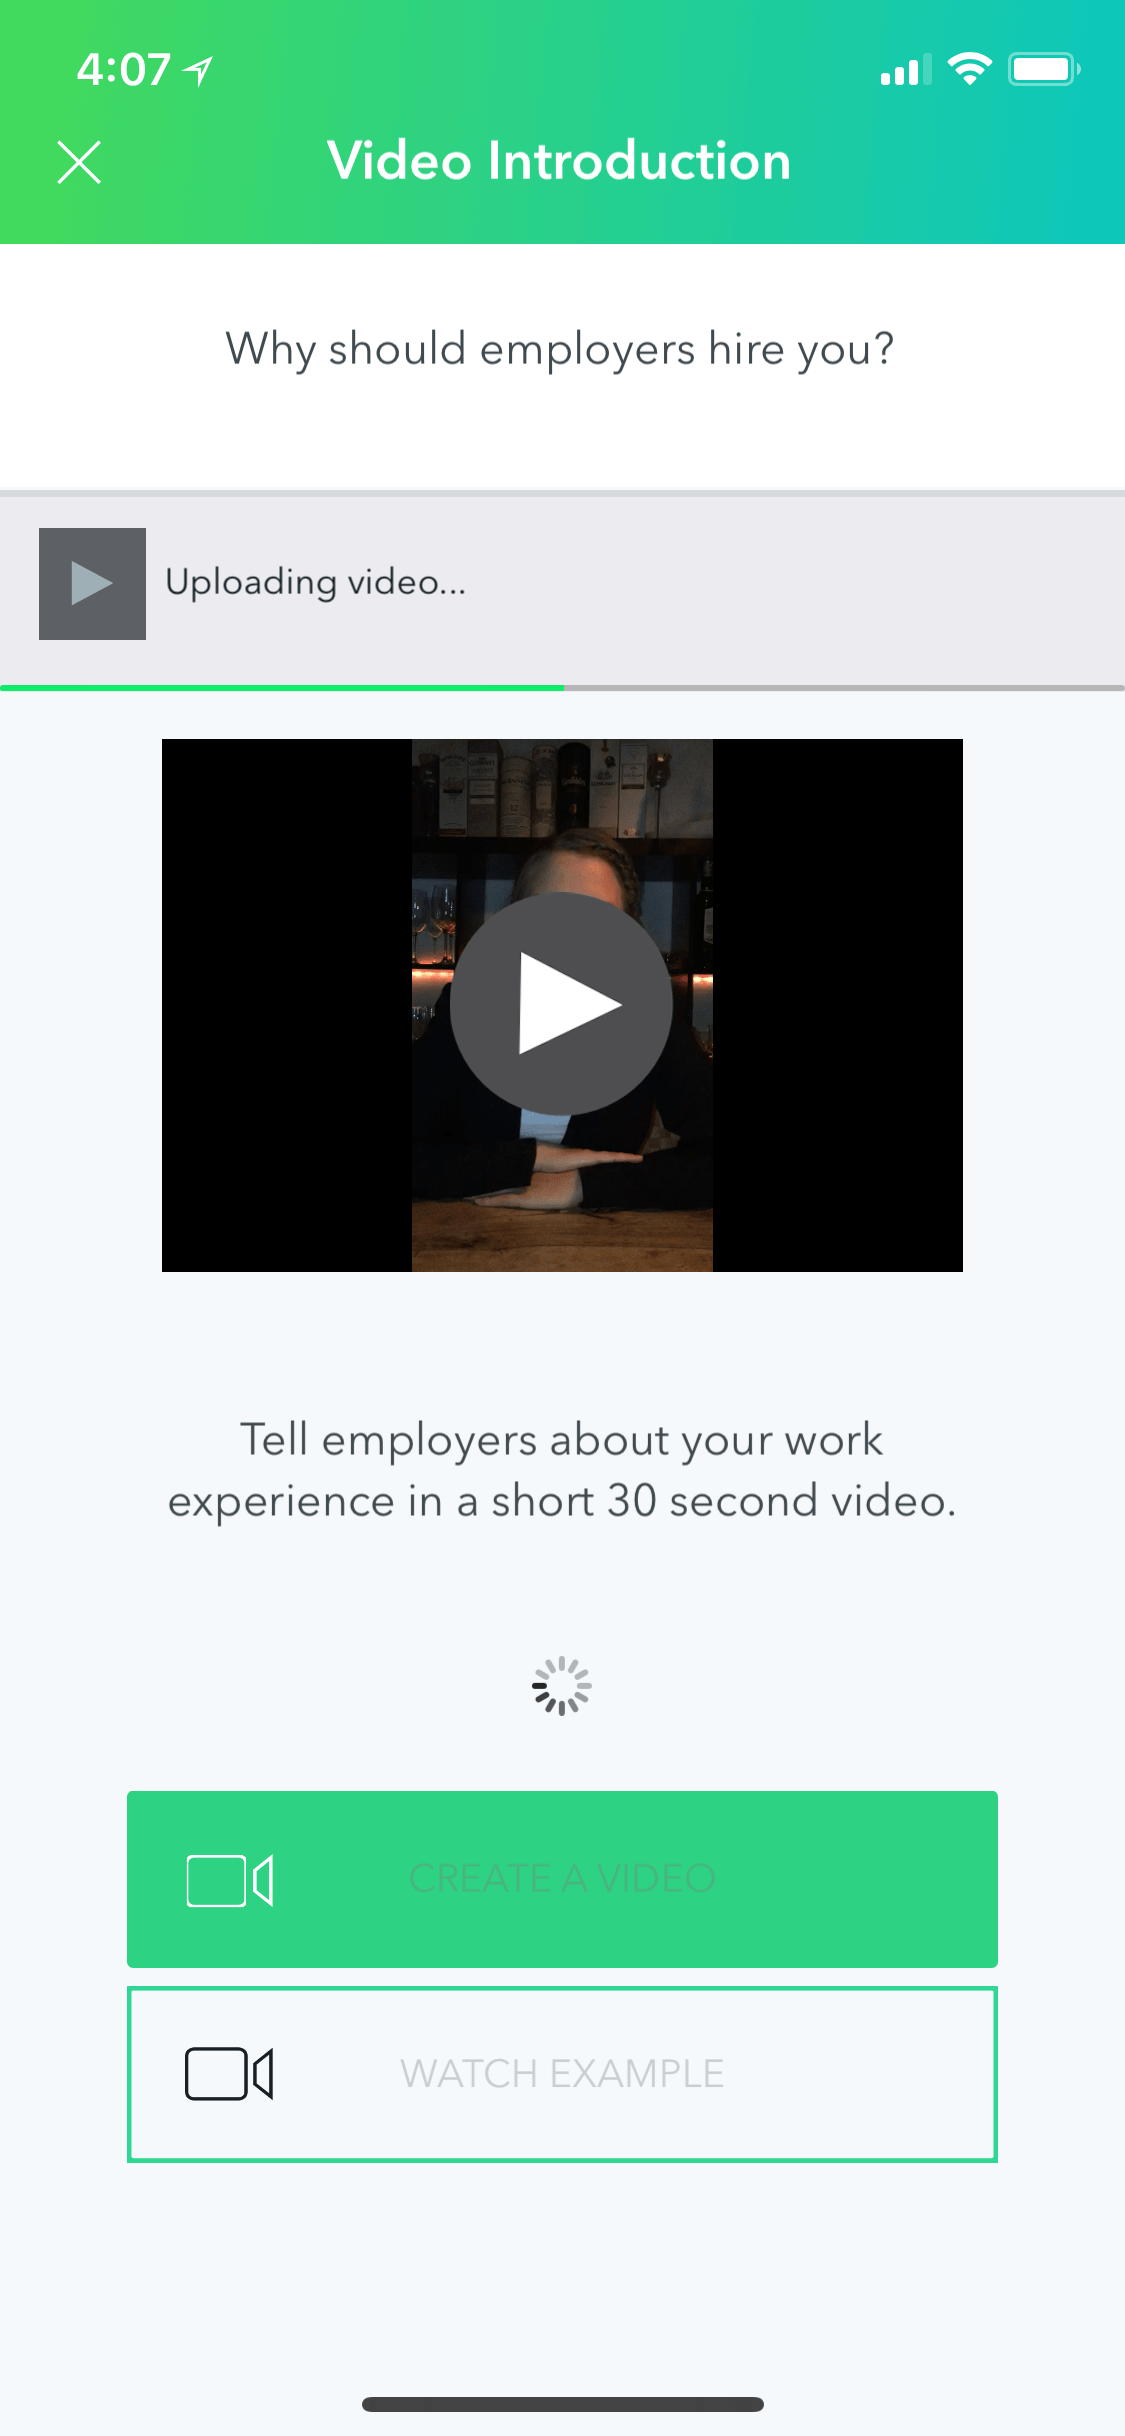 4:07
Video Introduction
Why should employers hire you?
Uploading video...
Tell employers about your work
experience in a short 30 second video.
CREATE A VIDEO
WATCH EXAMPLE